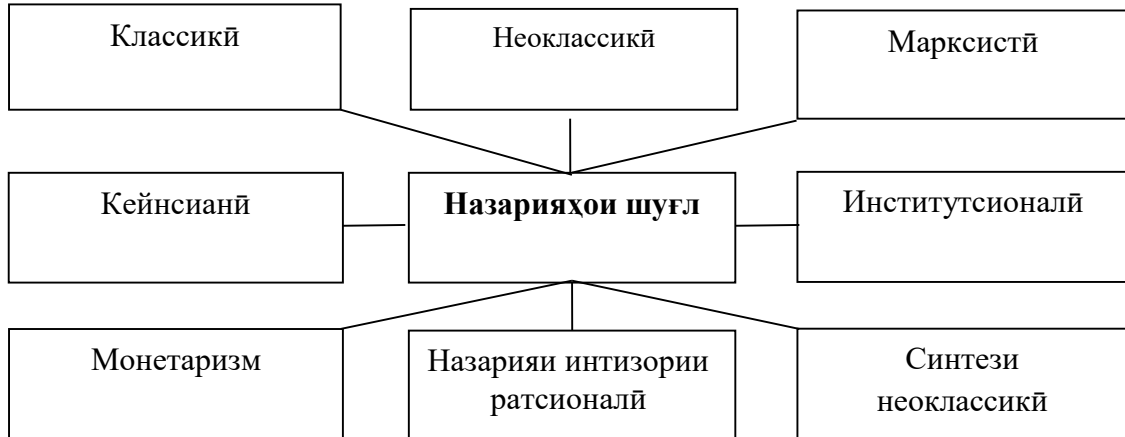 Классикӣ
Неоклассикӣ
Марксистӣ
Кейнсианӣ
Назарияҳои шуғл
Институтсионалӣ
Монетаризм
Назарияи интизории
ратсионалӣ
Синтези
неоклассикӣ